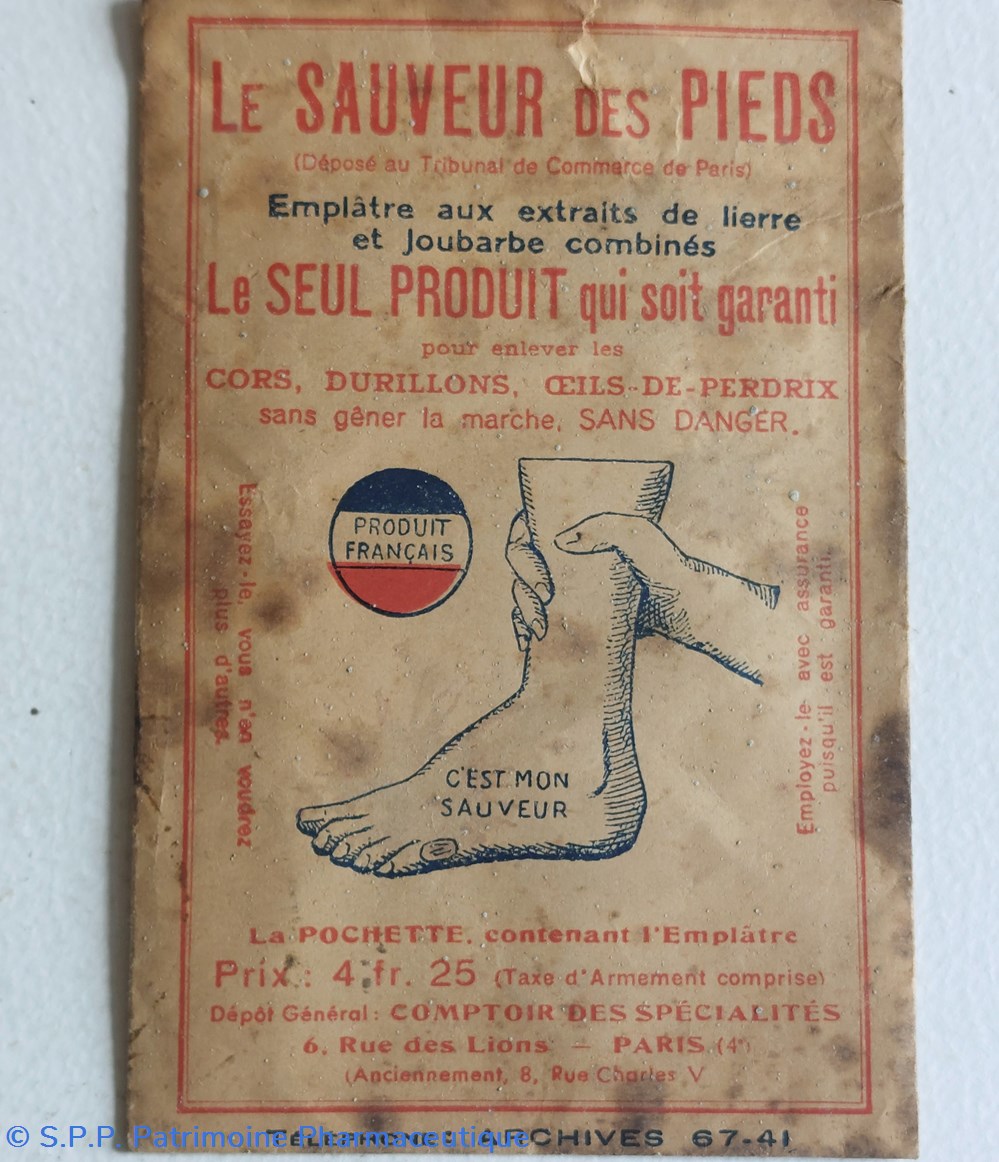 LE SAUVEUR DES PIEDS
(Déposé au Tribunal de Commerce de Paris)
Emplâtre aux extraits de lierre
et Joubarbe combinés
Le SEUL PRODUIT qui soit garanti
pour enlever les
CORS, DURILLONS, ŒILS-DE-PERDRIX
sans gêner la marche, SANS DANGER.
Essayez-le, vous n'en voudrez
plus d'autres.
PRODUIT
FRANÇAIS
C'EST MON
SAUVEUR
Employez-le avec assurance
puisqu'il est garanti.
La POCHETTE, contenant l'Emplâtre
Prix : 4 fr. 25 (Taxe d'Armement comprise)
Dépôt Général : COMPTOIR DES SPÉCIALITÉS
6, Rue des Lions — PARIS (4e)
(Anciennement, 8, Rue Charles V
TÉLÉPHONE : ARCHIVES 67-41
© S.P.P. Patrimoine Pharmaceutique